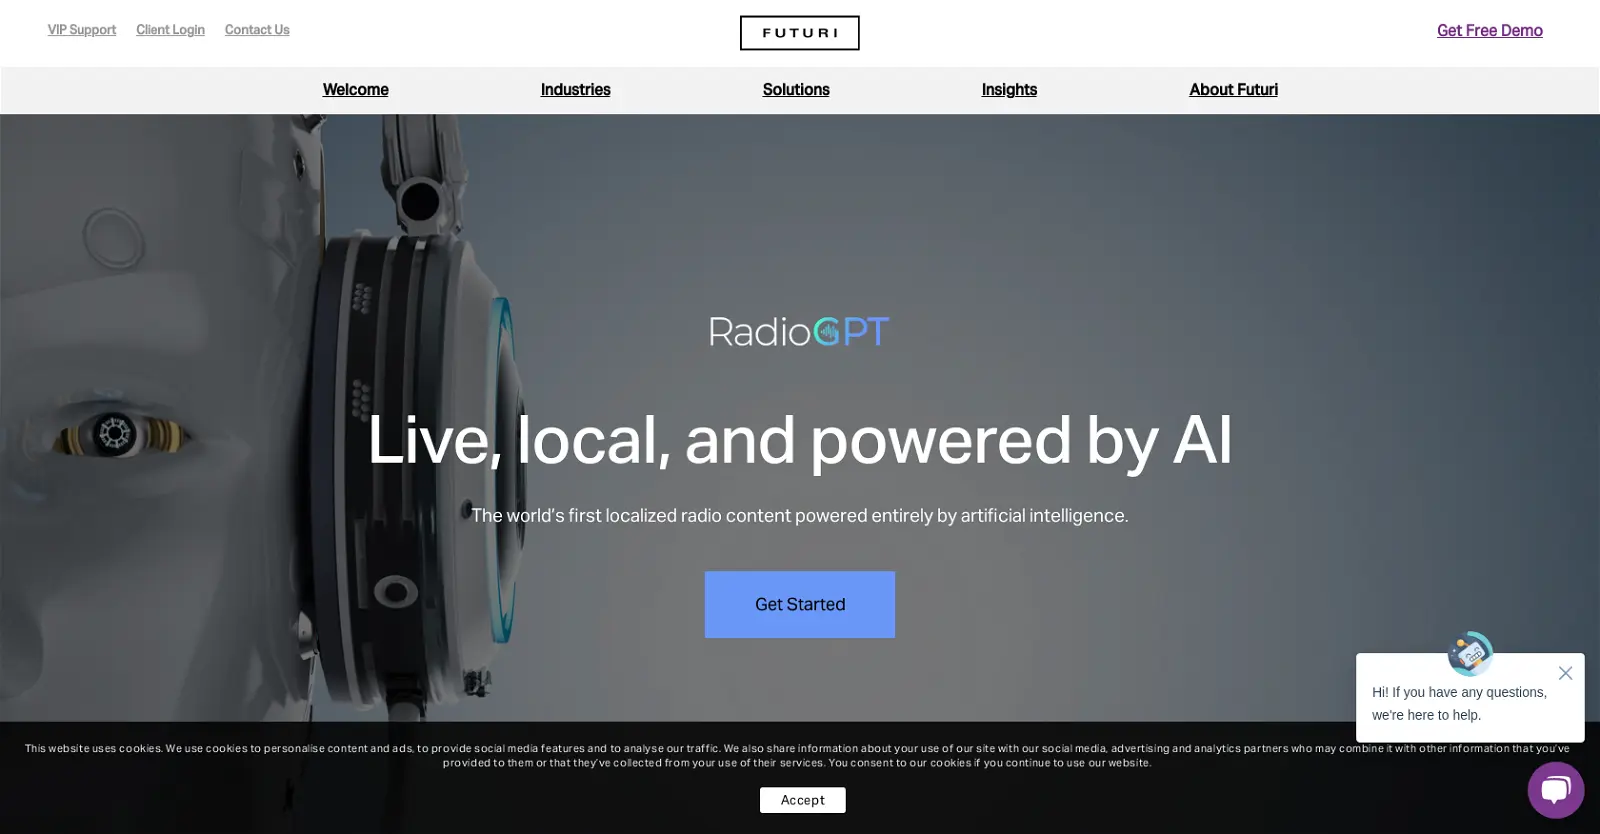 VIP Support Client Login Contact Us
FUTURI
Get Free Demo
Welcome Industries Solutions Insights About Futuri
RadioGPT
Live, local, and powered by AI
The world's first localized radio content powered entirely by artificial intelligence.
Get Started
Hi! If you have any questions,
we're here to help.
This website uses cookies. We use cookies to personalise content and ads, to provide social media features and to analyse our traffic. We also share information about your use of our site with our social media, advertising and analytics partners who may combine it with other information that you've
provided to them or that they've collected from your use of their services. You consent to our cookies if you continue to use our website.
Accept